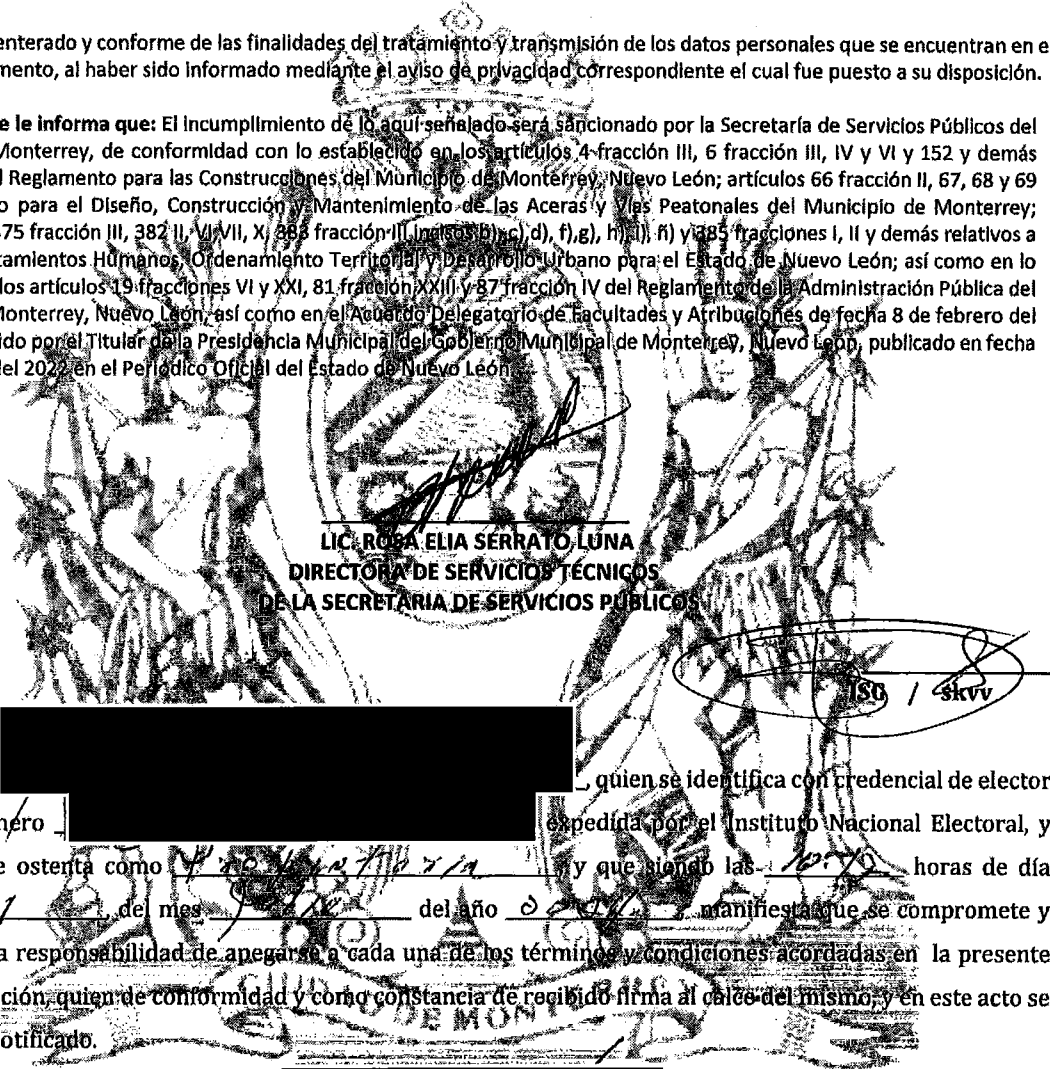 enterado y conforme de las finalidades del tratamiento y transmisión de los datos personales que se encuentran en e
mento, al haber sido informado mediante el aviso de privacidad correspondiente el cual fue puesto a su disposición.
e le informa que: El incumplimiento de lo aquí señalado será sancionado por la Secretaría de Servicios Públicos del
Monterrey, de conformidad con lo establecido en los artículos 4 fracción III, 6 fracción III, IV y VI y 152 y demás
l Reglamento para las Construcciones del Municipio de Monterrey, Nuevo León; artículos 66 fracción II, 67, 68 y 69
o para el Diseño, Construcción y Mantenimiento de las Aceras y Vías Peatonales del Municipio de Monterrey;
375 fracción III, 382 II, VI VII, X, 383 fracción III incisos b), c), d), f), g), h), i), ñ) y 385 fracciones I, II y demás relativos a
tamientos Humanos, Ordenamiento Territorial y Desarrollo Urbano para el Estado de Nuevo León; así como en lo
los artículos 19 fracciones VI y XXI, 81 fracción XXIII y 87 fracción IV del Reglamento de la Administración Pública del
Monterrey, Nuevo León, así como en el Acuerdo Delegatorio de Facultades y Atribuciones de fecha 8 de febrero del
ido por el Titular de la Presidencia Municipal del Gobierno Municipal de Monterrey, Nuevo León, publicado en fecha
del 2022 en el Periódico Oficial del Estado de Nuevo León.
LIC. ROSA ELIA SERRATO LUNA
DIRECTORA DE SERVICIOS TÉCNICOS
DE LA SECRETARIA DE SERVICIOS PÚBLICOS
ISG / skvv
, quien se identifica con credencial de elector
nero expedida por el Instituto Nacional Electoral, y
e ostenta como y que siendo las horas de día
del mes del año , manifiesta que se compromete y
a responsabilidad de apegarse a cada una de los términos y condiciones acordadas en la presente
ción, quien de conformidad y como constancia de recibido firma al calce del mismo, y en este acto se
otificado.
DE MONT